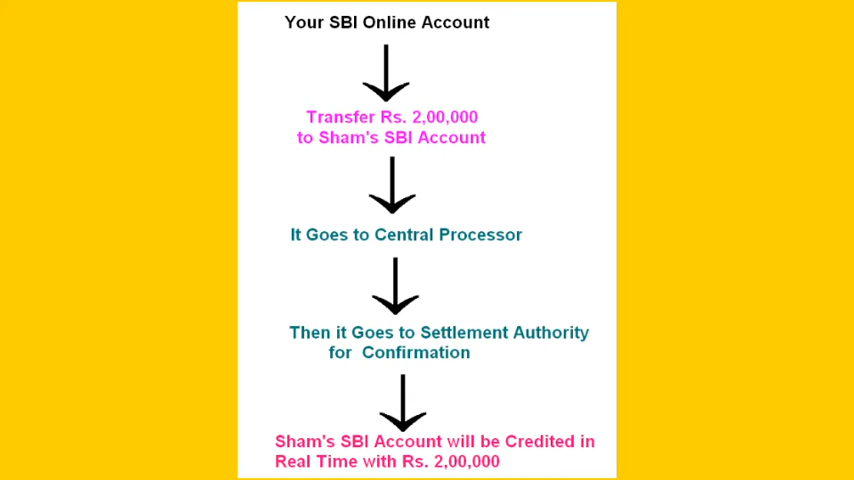 Your SBI Online Account
Transfer Rs. 2,00,000
to Sham's SBI Account
It Goes to Central Processor
Then it Goes to Settlement Authority
for Confirmation
Sham's SBI Account will be Credited in
Real Time with Rs. 2,00,000